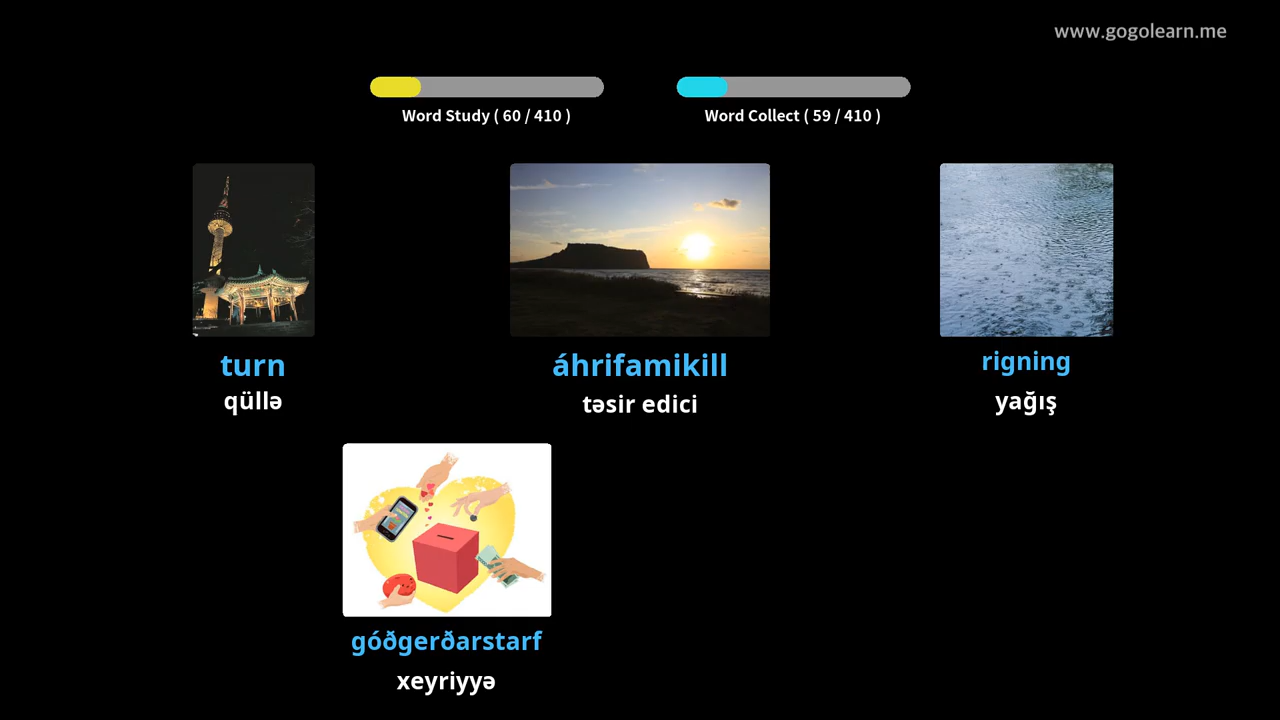 www.gogolearn.me
Word Study ( 60 / 410 )
Word Collect ( 59 / 410 )
turn
qüllə
áhrifamikill
təsir edici
rigning
yağış
góðgerðarstarf
xeyriyyə